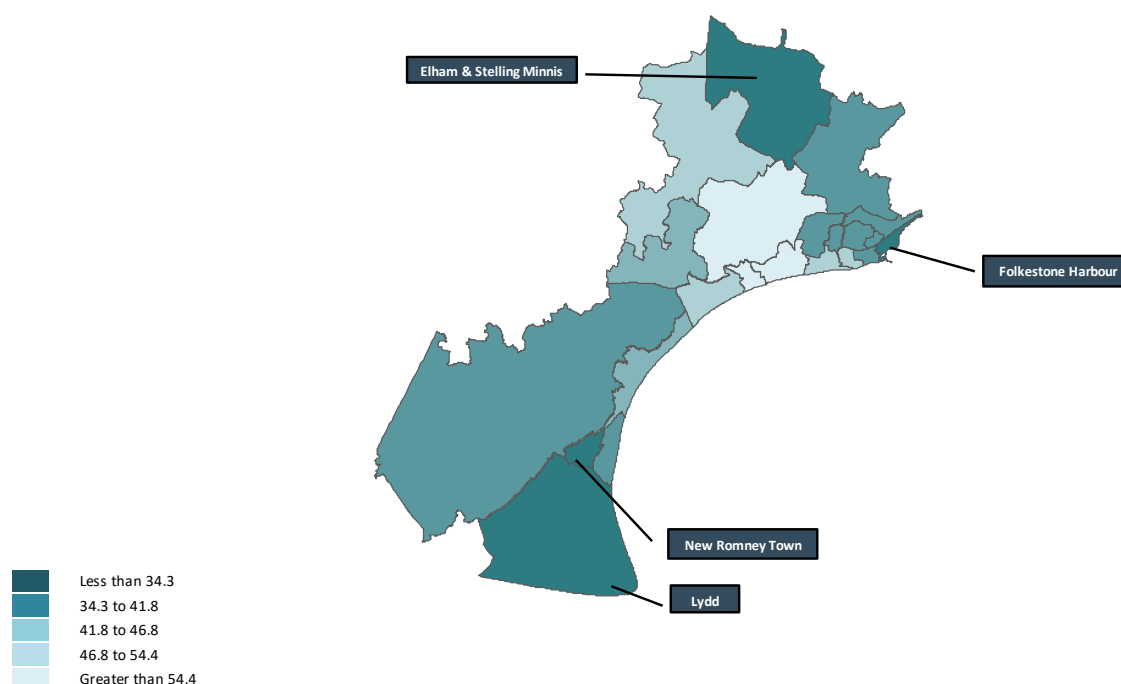 Elham & Stelling Minnis
Folkestone Harbour
New Romney Town
Lydd
Less than 34.3
34.3 to 41.8
41.8 to 46.8
46.8 to 54.4
Greater than 54.4